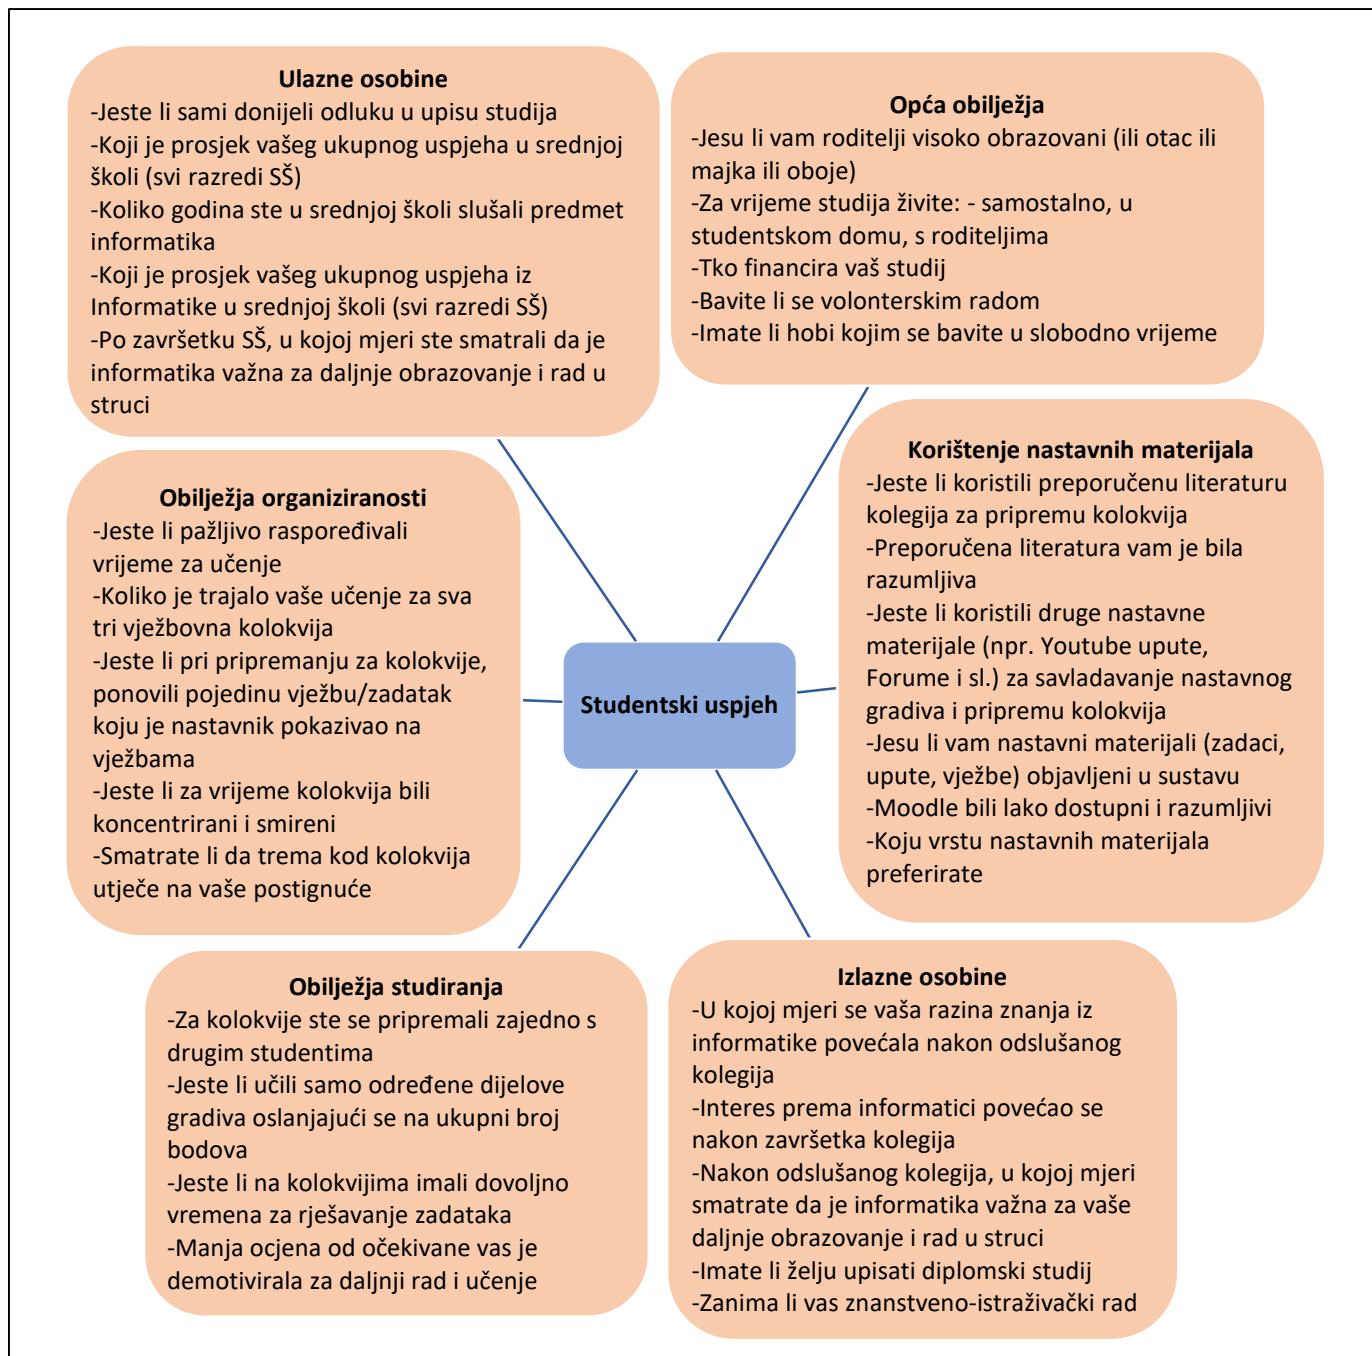 Ulazne osobine
-Jeste li sami donijeli odluku u upisu studija
-Koji je prosjek vašeg ukupnog uspjeha u srednjoj
školi (svi razredi SŠ)
-Koliko godina ste u srednjoj školi slušali predmet
informatika
-Koji je prosjek vašeg ukupnog uspjeha iz
Informatike u srednjoj školi (svi razredi SŠ)
-Po završetku SŠ, u kojoj mjeri ste smatrali da je
informatika važna za daljnje obrazovanje i rad u
struci
Opća obilježja
-Jesu li vam roditelji visoko obrazovani (ili otac ili
majka ili oboje)
-Za vrijeme studija živite: - samostalno, u
studentskom domu, s roditeljima
-Tko financira vaš studij
-Bavite li se volonterskim radom
-Imate li hobi kojim se bavite u slobodno vrijeme
Obilježja organiziranosti
-Jeste li pažljivo raspoređivali
vrijeme za učenje
-Koliko je trajalo vaše učenje za sva
tri vježbovna kolokvija
-Jeste li pri pripremanju za kolokvije,
ponovili pojedinu vježbu/zadatak
koju je nastavnik pokazivao na
vježbama
-Jeste li za vrijeme kolokvija bili
koncentrirani i smireni
-Smatrate li da trema kod kolokvija
utječe na vaše postignuće
Studentski uspjeh
Korištenje nastavnih materijala
-Jeste li koristili preporučenu literaturu
kolegija za pripremu kolokvija
-Preporučena literatura vam je bila
razumljiva
-Jeste li koristili druge nastavne
materijale (npr. Youtube upute,
Forume i sl.) za savladavanje nastavnog
gradiva i pripremu kolokvija
-Jesu li vam nastavni materijali (zadaci,
upute, vježbe) objavljeni u sustavu
-Moodle bili lako dostupni i razumljivi
-Koju vrstu nastavnih materijala
preferirate
Obilježja studiranja
-Za kolokvije ste se pripremali zajedno s
drugim studentima
-Jeste li učili samo određene dijelove
gradiva oslanjajući se na ukupni broj
bodova
-Jeste li na kolokvijima imali dovoljno
vremena za rješavanje zadataka
-Manja ocjena od očekivane vas je
demotivirala za daljnji rad i učenje
Izlazne osobine
-U kojoj mjeri se vaša razina znanja iz
informatike povećala nakon odslušanog
kolegija
-Interes prema informatici povećao se
nakon završetka kolegija
-Nakon odslušanog kolegija, u kojoj mjeri
smatrate da je informatika važna za vaše
daljnje obrazovanje i rad u struci
-Imate li želju upisati diplomski studij
-Zanima li vas znanstveno-istraživački rad